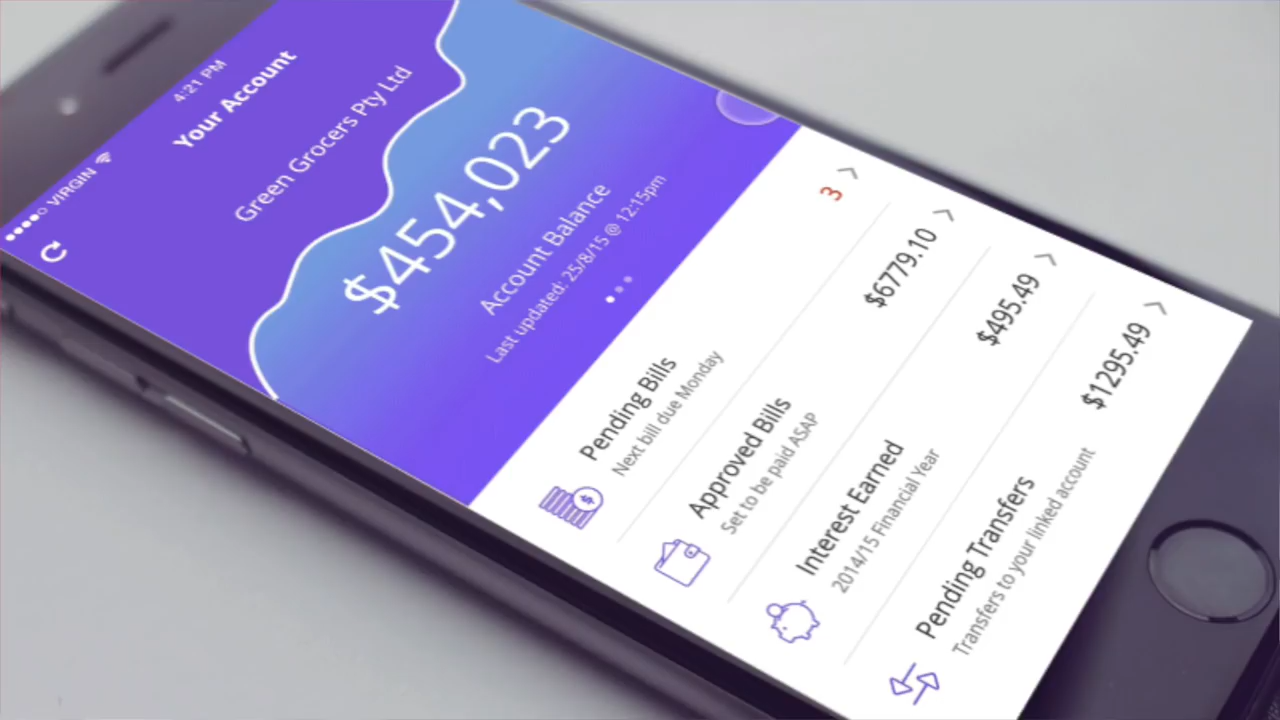 VIRGIN
4:21 PM
Your Account
Green Grocers Pty Ltd
$454,023
Account Balance
Last updated: 25/8/15 @ 12:15pm
Pending Bills
3
Next bill due Monday
Approved Bills
$6779.10
Set to be paid ASAP
Interest Earned
$495.49
2014/15 Financial Year
Pending Transfers
$1295.49
Transfers to your linked account